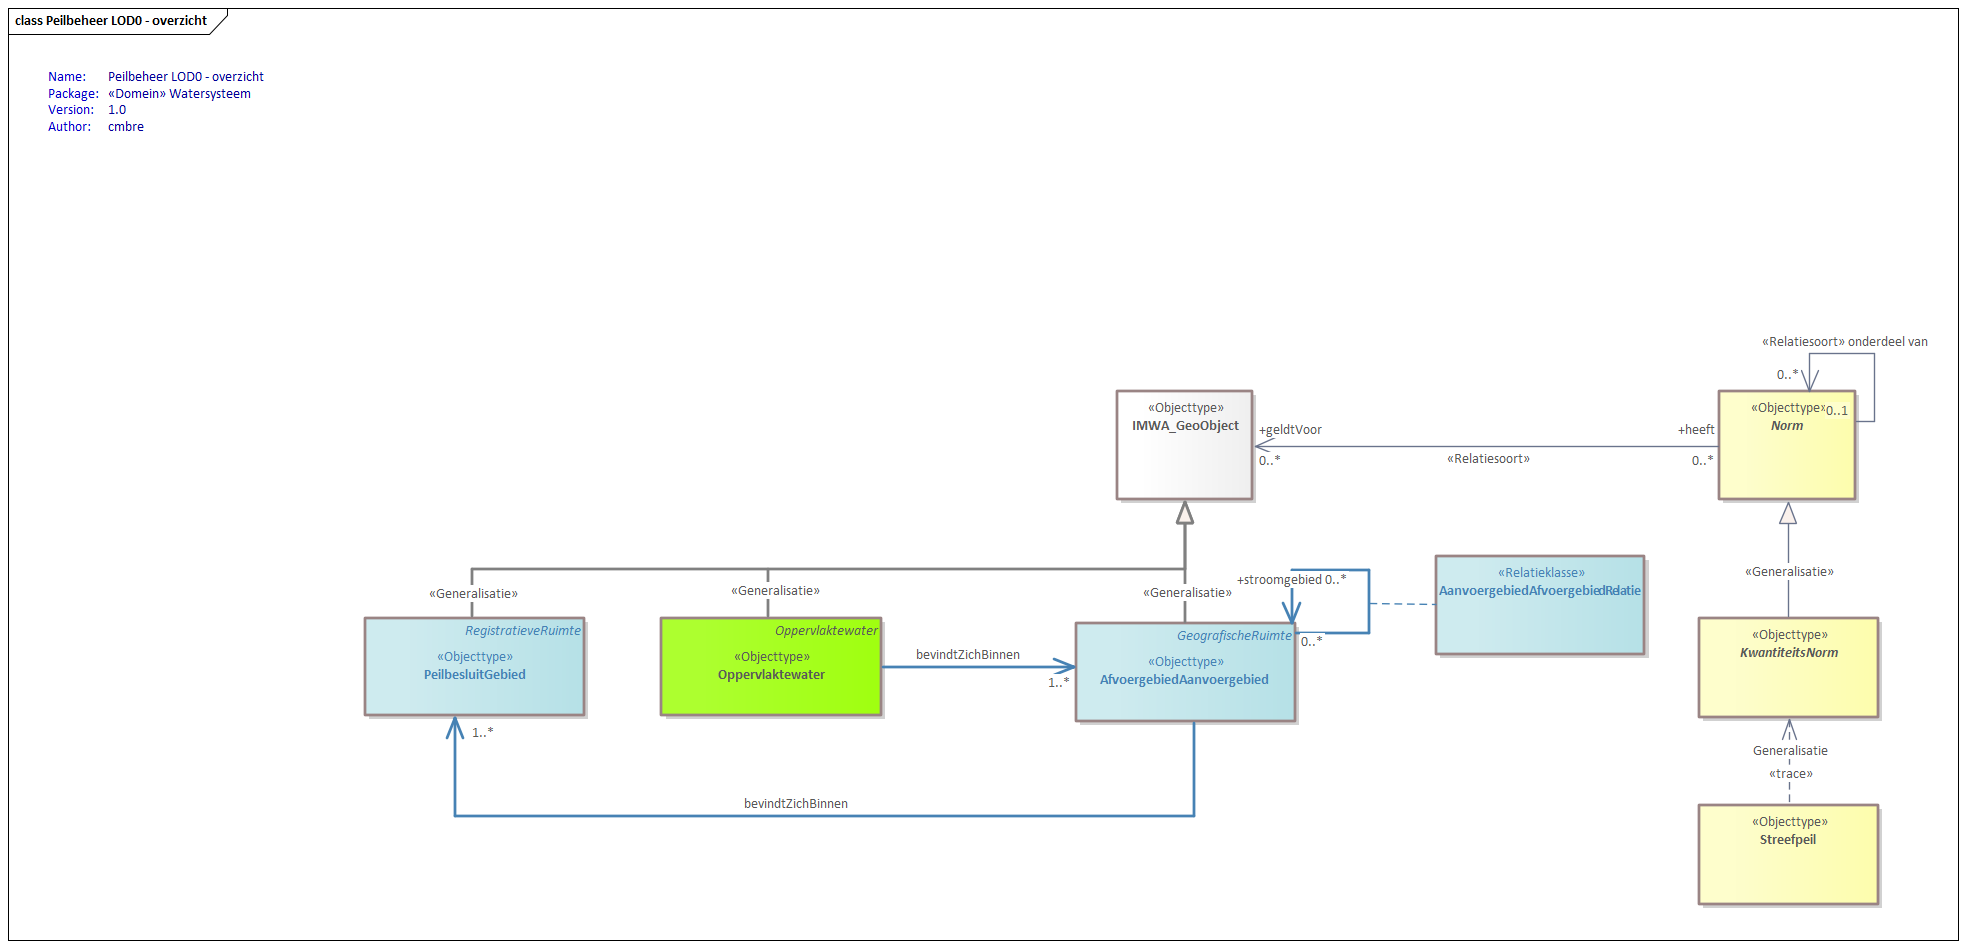 class Peilbeheer LOD0 - overzicht
Name: Peilbeheer LOD0 - overzicht
Package: «Domein» Watersysteem
Version: 1.0
Author: cmbre
«Relatiesoort» onderdeel van
0..*
0..1
«Objecttype»
IMWA_GeoObject
+geldtVoor
0..*
«Relatiesoort»
+heeft
0..*
«Objecttype»
Norm
«Generalisatie»
«Generalisatie»
«Generalisatie»
«Generalisatie»
+stroomgebied 0..*
0..*
«Relatieklasse»
AanvoergebiedAfvoergebiedRelatie
RegistratieveRuimte
«Objecttype»
PeilbesluitGebied
Oppervlaktewater
«Objecttype»
Oppervlaktewater
bevindtZichBinnen
1..*
GeografischeRuimte
«Objecttype»
AfvoergebiedAanvoergebied
«Objecttype»
KwantiteitsNorm
1..*
bevindtZichBinnen
Generalisatie
«trace»
«Objecttype»
Streefpeil